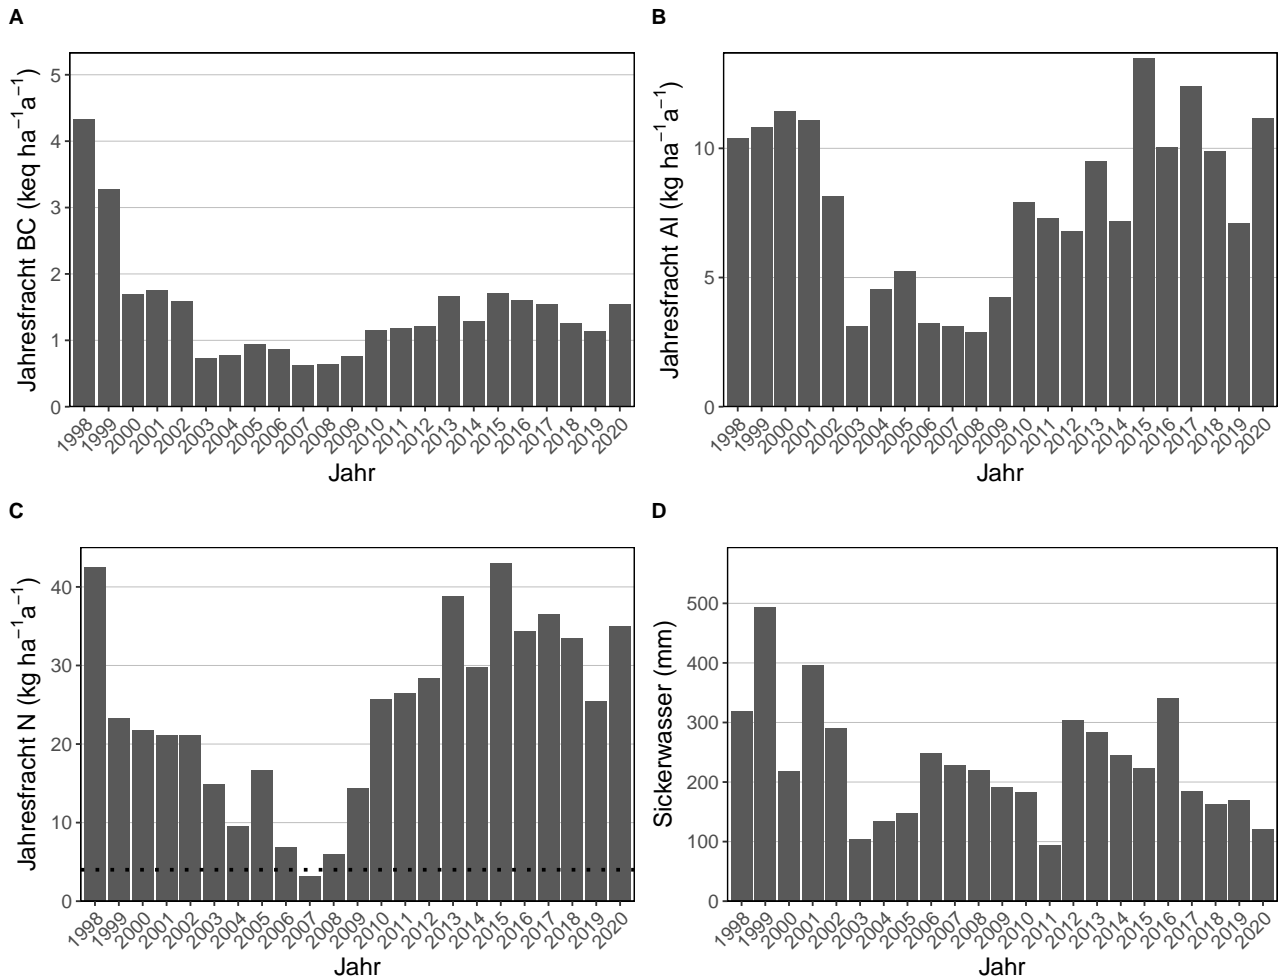 A
Jahresfracht BC (keq ha⁻¹a⁻¹)
5
4
3
2
1
0
1998 1999 2000 2001 2002 2003 2004 2005 2006 2007 2008 2009 2010 2011 2012 2013 2014 2015 2016 2017 2018 2019 2020
Jahr
B
Jahresfracht Al (kg ha⁻¹a⁻¹)
10
5
0
1998 1999 2000 2001 2002 2003 2004 2005 2006 2007 2008 2009 2010 2011 2012 2013 2014 2015 2016 2017 2018 2019 2020
Jahr
C
Jahresfracht N (kg ha⁻¹a⁻¹)
40
30
20
10
0
1998 1999 2000 2001 2002 2003 2004 2005 2006 2007 2008 2009 2010 2011 2012 2013 2014 2015 2016 2017 2018 2019 2020
Jahr
D
Sickerwasser (mm)
500
400
300
200
100
0
1998 1999 2000 2001 2002 2003 2004 2005 2006 2007 2008 2009 2010 2011 2012 2013 2014 2015 2016 2017 2018 2019 2020
Jahr